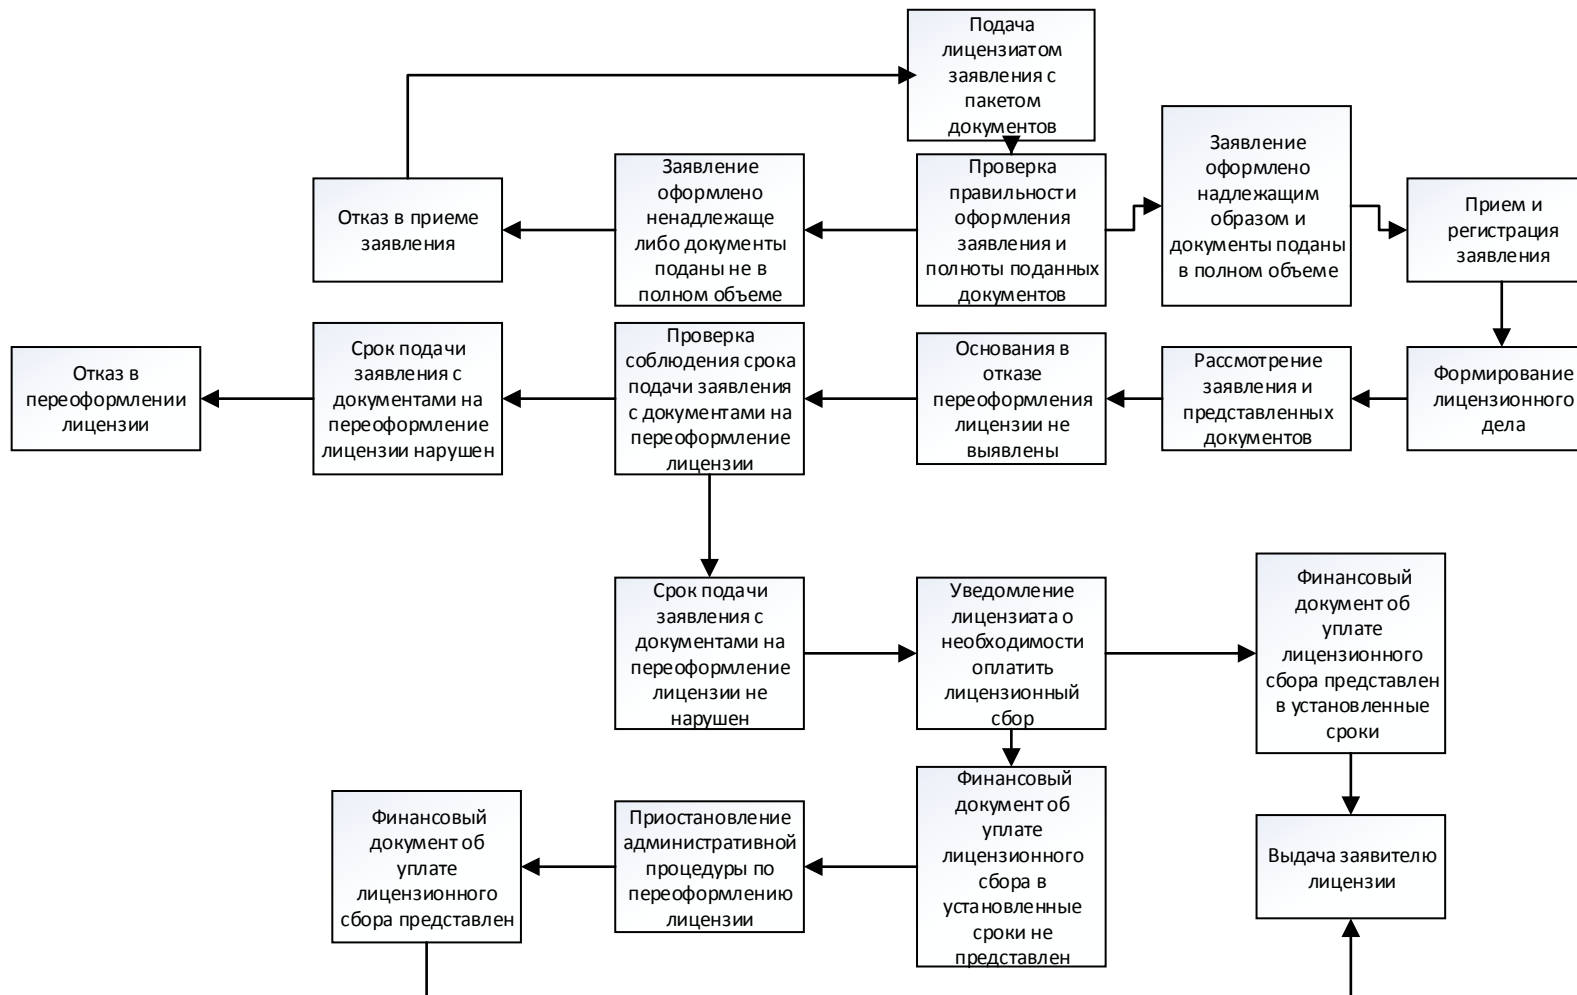 Подача
лицензиатом
заявления с
пакетом
документов
Отказ в приеме
заявления
Заявление
оформлено
ненадлежаще
либо документы
поданы не в
полном объеме
Проверка
правильности
оформления
заявления и
полноты поданных
документов
Заявление
оформлено
надлежащим
образом и
документы поданы
в полном объеме
Прием и
регистрация
заявления
Отказ в
переоформлении
лицензии
Срок подачи
заявления с
документами на
переоформление
лицензии нарушен
Проверка
соблюдения срока
подачи заявления
с документами на
переоформление
лицензии
Основания в
отказе
переоформления
лицензии не
выявлены
Рассмотрение
заявления и
представленных
документов
Формирование
лицензионного
дела
Срок подачи
заявления с
документами на
переоформление
лицензии не
нарушен
Уведомление
лицензиата о
необходимости
оплатить
лицензионный
сбор
Финансовый
документ об
уплате
лицензионного
сбора представлен
в установленные
сроки
Финансовый
документ об
уплате
лицензионного
сбора представлен
Приостановление
административной
процедуры по
переоформлению
лицензии
Финансовый
документ об
уплате
лицензионного
сбора в
установленные
сроки не
представлен
Выдача заявителю
лицензии